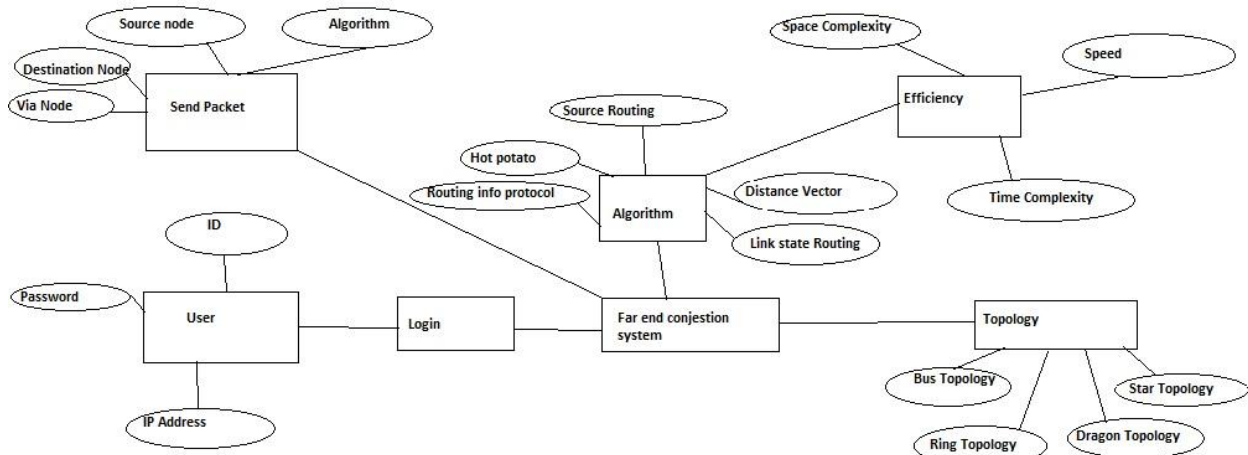 Source node
Algorithm
Destination Node
Via Node
Send Packet
Space Complexity
Speed
Efficiency
Time Complexity
Source Routing
Hot potato
Routing info protocol
Algorithm
Distance Vector
Link state Routing
ID
Password
User
IP Address
Login
Far end conjestion
system
Topology
Bus Topology
Star Topology
Ring Topology
Dragon Topology